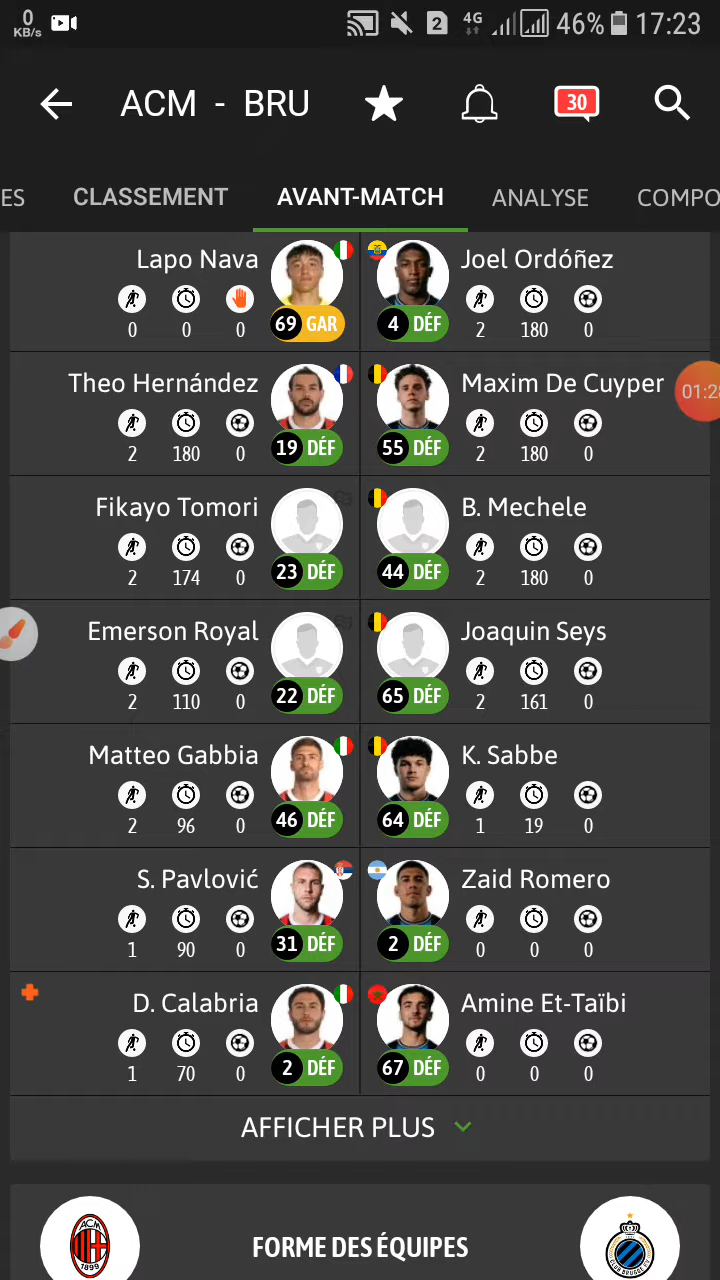 0 KB/s 2 4G 46% 17:23
ACM - BRU 30
ES CLASSEMENT AVANT-MATCH ANALYSE COMPO
Lapo Nava
0 0 0
69 GAR
Joel Ordóñez
2 180 0
4 DÉF
Theo Hernández
2 180 0
19 DÉF
Maxim De Cuyper
2 180 0
55 DÉF
01:28
Fikayo Tomori
2 174 0
23 DÉF
B. Mechele
2 180 0
44 DÉF
Emerson Royal
2 110 0
22 DÉF
Joaquin Seys
2 161 0
65 DÉF
Matteo Gabbia
2 96 0
46 DÉF
K. Sabbe
1 19 0
64 DÉF
S. Pavlović
1 90 0
31 DÉF
Zaid Romero
0 0 0
2 DÉF
D. Calabria
1 70 0
2 DÉF
Amine Et-Taïbi
0 0 0
67 DÉF
AFFICHER PLUS
ACM
1899
FORME DES ÉQUIPES
CLUB BRUGGE K.V.